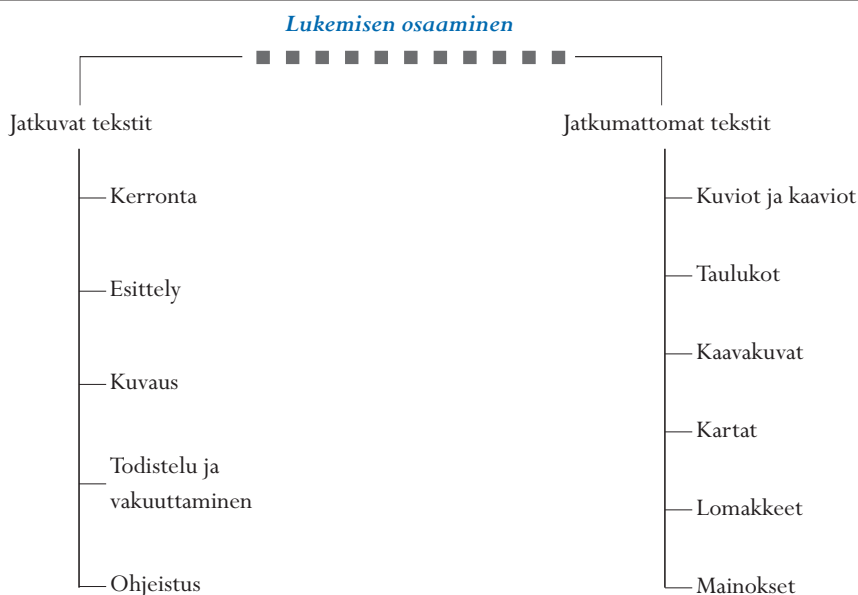 Lukemisen osaaminen
Jatkuvat tekstit
Kerronta
Esittely
Kuvaus
Todistelu ja
vakuuttaminen
Ohjeistus
Jatkumattomat tekstit
Kuviot ja kaaviot
Taulukot
Kaavakuvat
Kartat
Lomakkeet
Mainokset